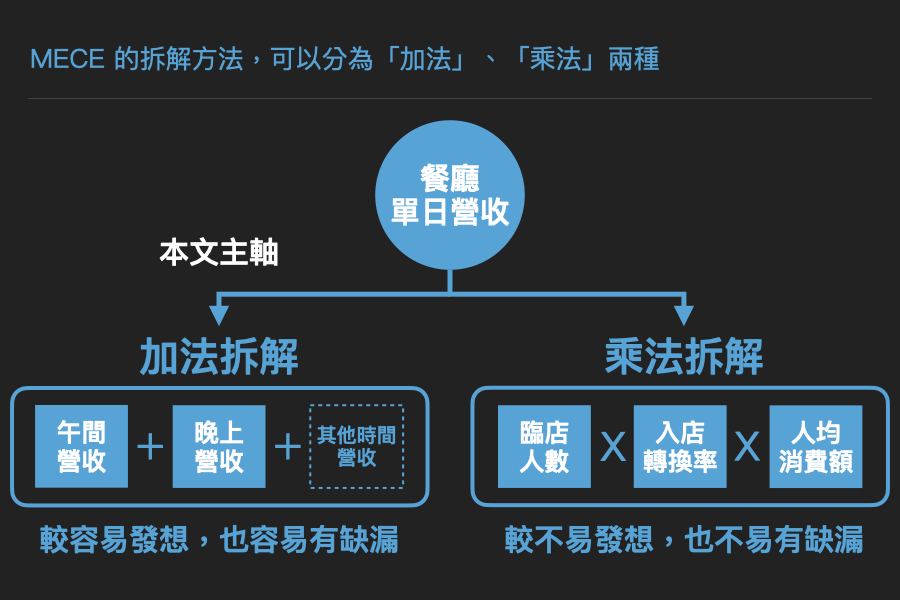 MECE 的拆解方法，可以分為「加法」、「乘法」兩種
餐廳
單日營收
本文主軸
加法拆解
午間
營收
+
晚上
營收
+
其他時間
營收
較容易發想，也容易有缺漏
乘法拆解
臨店
人數
X
入店
轉換率
X
人均
消費額
較不易發想，也不易有缺漏